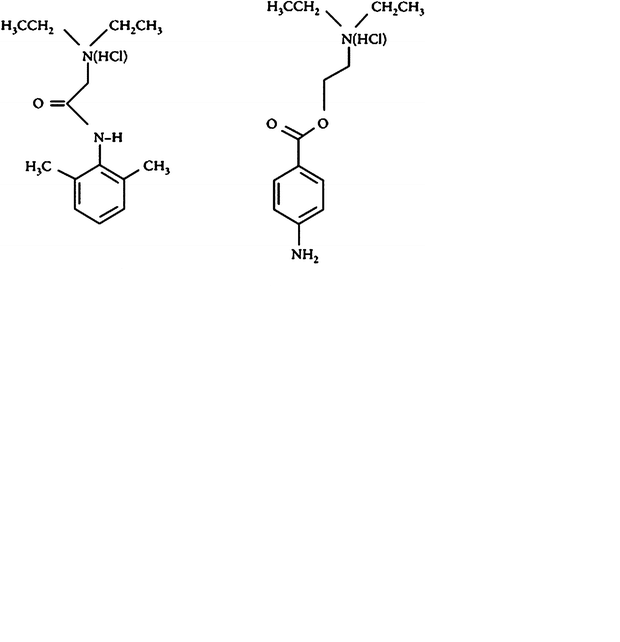 H₃CCH₂ CH₂CH₃
N(HCl)
O
N-H
H₃C CH₃
H₃CCH₂ CH₂CH₃
N(HCl)
O O
NH₂